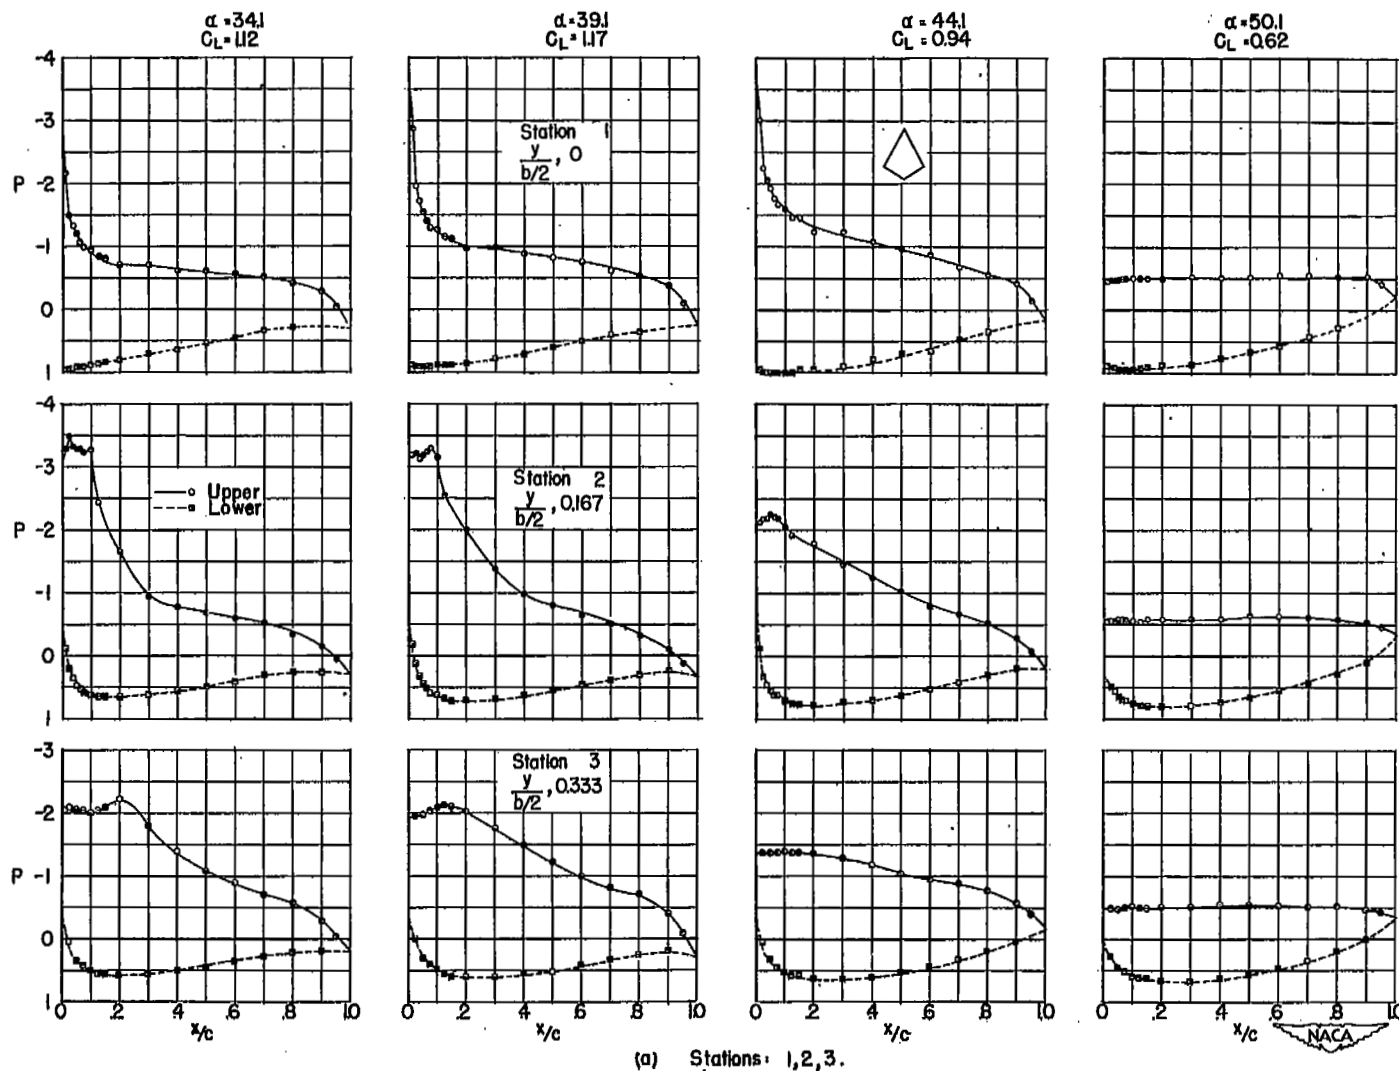 α=34.1 α=39.1 α=44.1 α=50.1
C_L=1.12 C_L=1.17 C_L=0.94 C_L=0.62
-4
-3
P -2
-1
0
1
Station 1
y
b/2, 0
-4
-3
P -2
-1
0
1
Upper
Lower
Station 2
y
b/2, 0.167
-3
-2
P -1
0
1
Station 3
y
b/2, 0.333
0 .2 .4 .6 .8 1.0 0 .2 .4 .6 .8 1.0 0 .2 .4 .6 .8 1.0 0 .2 .4 .6 .8 1.0
x/c x/c x/c x/c
NACA
(a) Stations: 1,2,3.